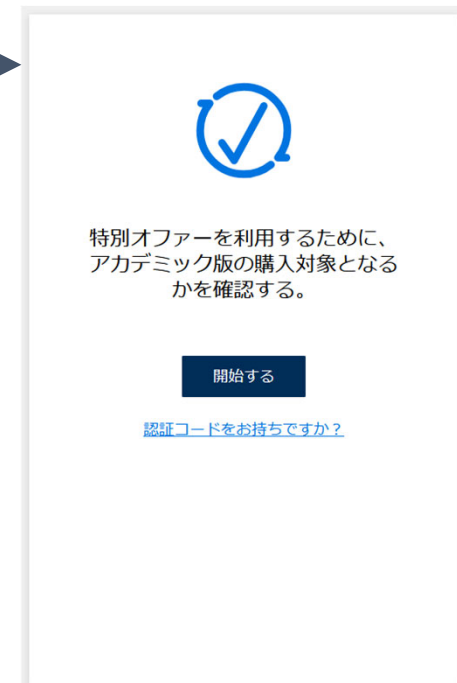 特別オファーを利用するために、
アカデミック版の購入対象となる
かを確認する。
開始する
認証コードをお持ちですか？